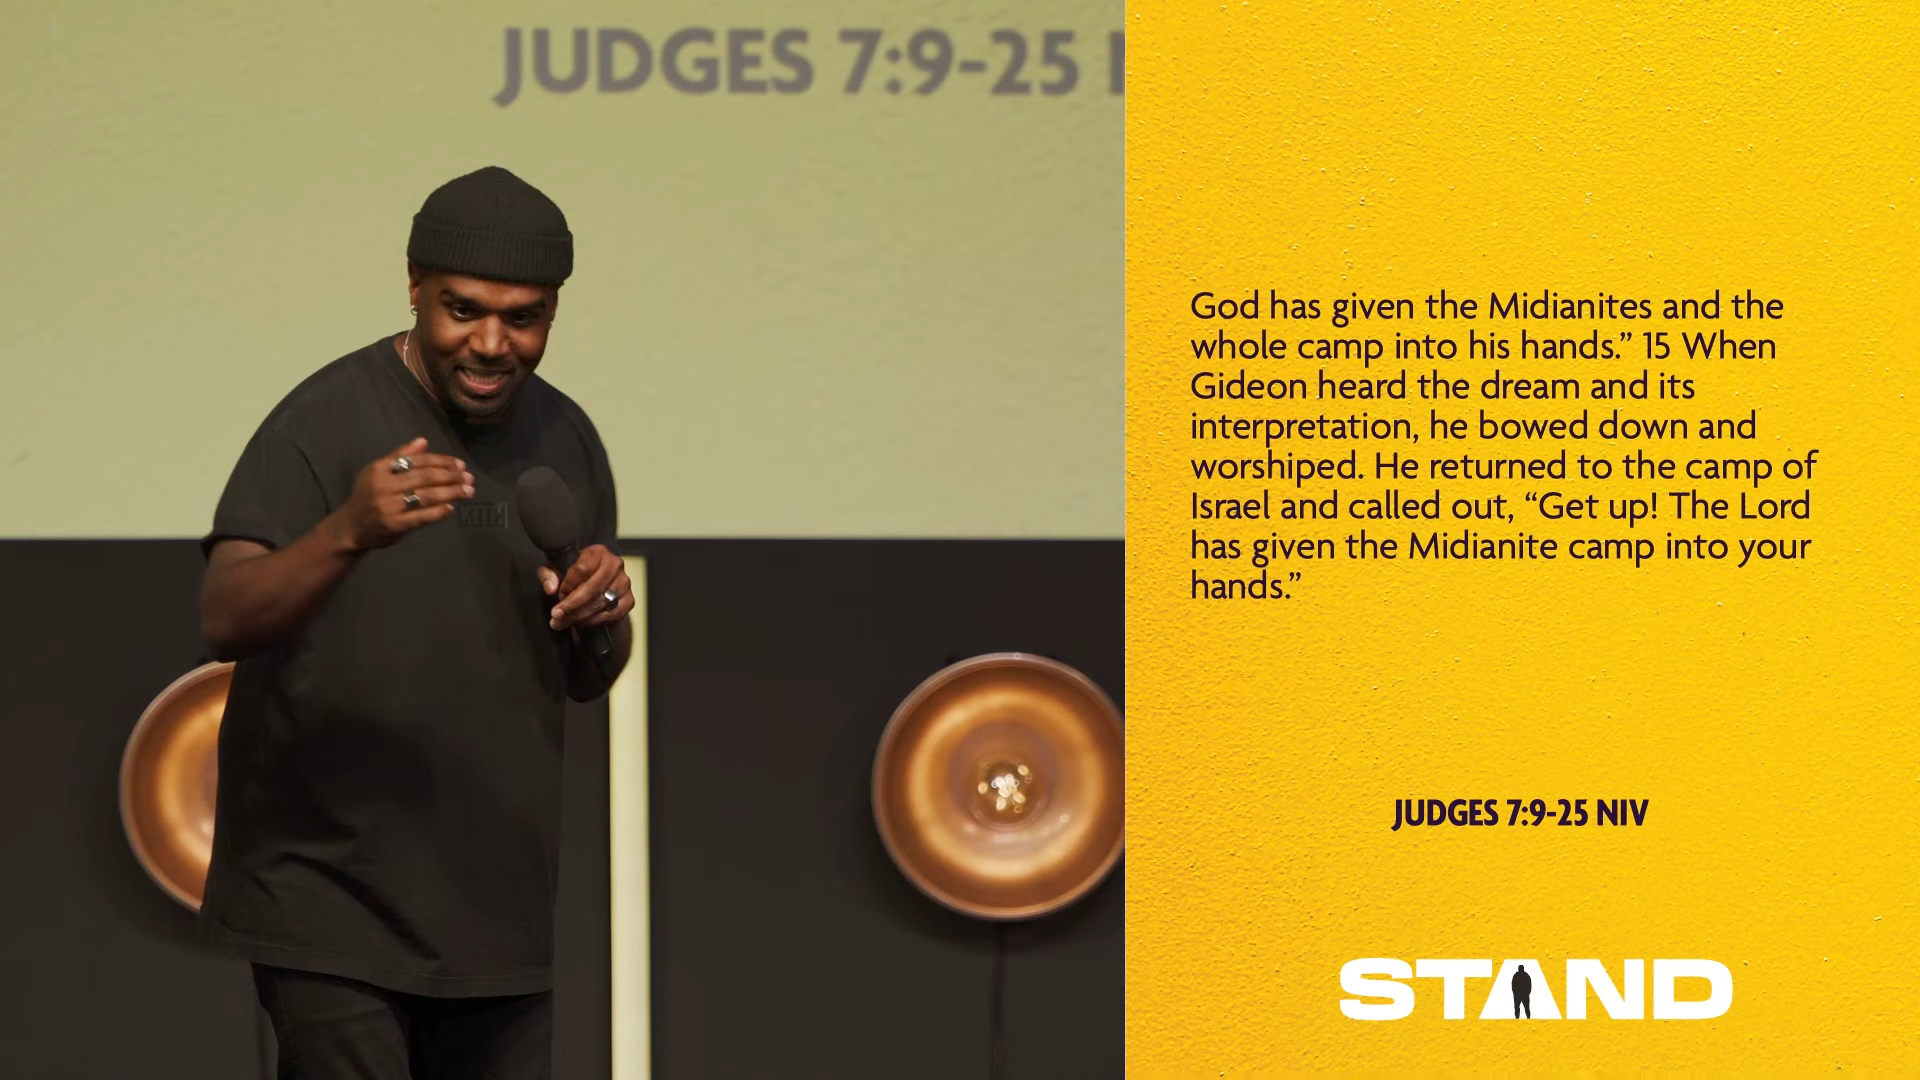 JUDGES 7:9-25
KITH
God has given the Midianites and the
whole camp into his hands.” 15 When
Gideon heard the dream and its
interpretation, he bowed down and
worshiped. He returned to the camp of
Israel and called out, “Get up! The Lord
has given the Midianite camp into your
hands.”
JUDGES 7:9-25 NIV
STAND